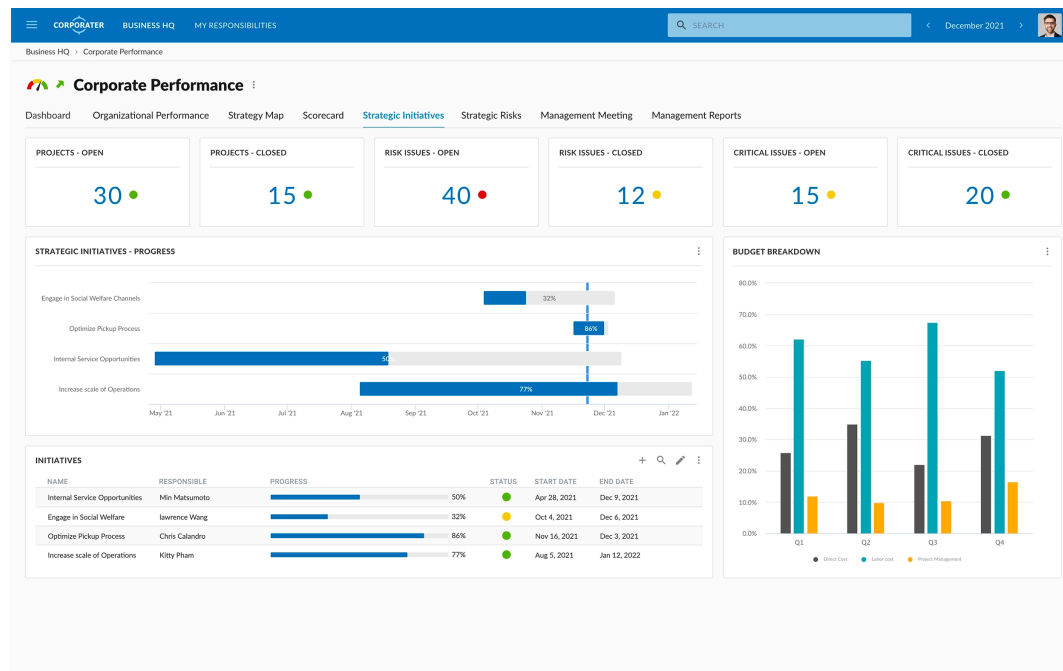 CORPORATER BUSINESS HQ MY RESPONSIBILITIES SEARCH < December 2021 >
Business HQ > Corporate Performance
Corporate Performance
Dashboard Organizational Performance Strategy Map Scorecard Strategic Initiatives Strategic Risks Management Meeting Management Reports
PROJECTS - OPEN PROJECTS - CLOSED RISK ISSUES - OPEN RISK ISSUES - CLOSED CRITICAL ISSUES - OPEN CRITICAL ISSUES - CLOSED
30 15 40 12 15 20
STRATEGIC INITIATIVES - PROGRESS
Engage in Social Welfare Channels 32%
Optimize Pickup Process 86%
Internal Service Opportunities 50%
Increase scale of Operations 77%
May '21 Jun '21 Jul '21 Aug '21 Sep '21 Oct '21 Nov '21 Dec '21 Jan '22
INITIATIVES
NAME RESPONSIBLE PROGRESS STATUS START DATE END DATE
Internal Service Opportunities Min Matsumoto 50% Apr 28, 2021 Dec 9, 2021
Engage in Social Welfare lawrence Wang 32% Oct 4, 2021 Dec 6, 2021
Optimize Pickup Process Chris Calandro 86% Nov 16, 2021 Dec 3, 2021
Increase scale of Operations Kitty Pham 77% Aug 5, 2021 Jan 12, 2022
BUDGET BREAKDOWN
80.0%
70.0%
60.0%
50.0%
40.0%
30.0%
20.0%
10.0%
0.0%
Q1 Q2 Q3 Q4
Direct Cost Labor cost Project Management